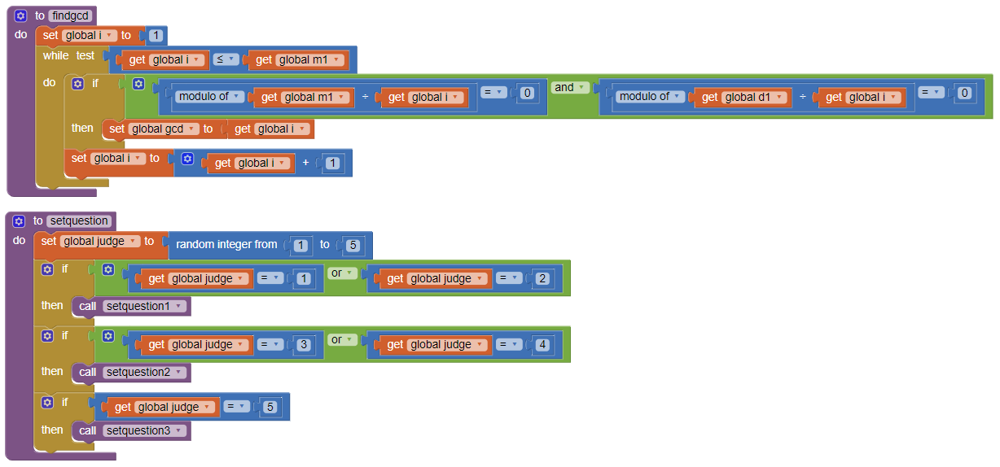 to findgcd
do set global i to 1
while test get global i ≤ get global m1
do if modulo of get global m1 ÷ get global i = 0 and modulo of get global d1 ÷ get global i = 0
then set global gcd to get global i
set global i to get global i + 1
to setquestion
do set global judge to random integer from 1 to 5
if get global judge = 1 or get global judge = 2
then call setquestion1
if get global judge = 3 or get global judge = 4
then call setquestion2
if get global judge = 5
then call setquestion3